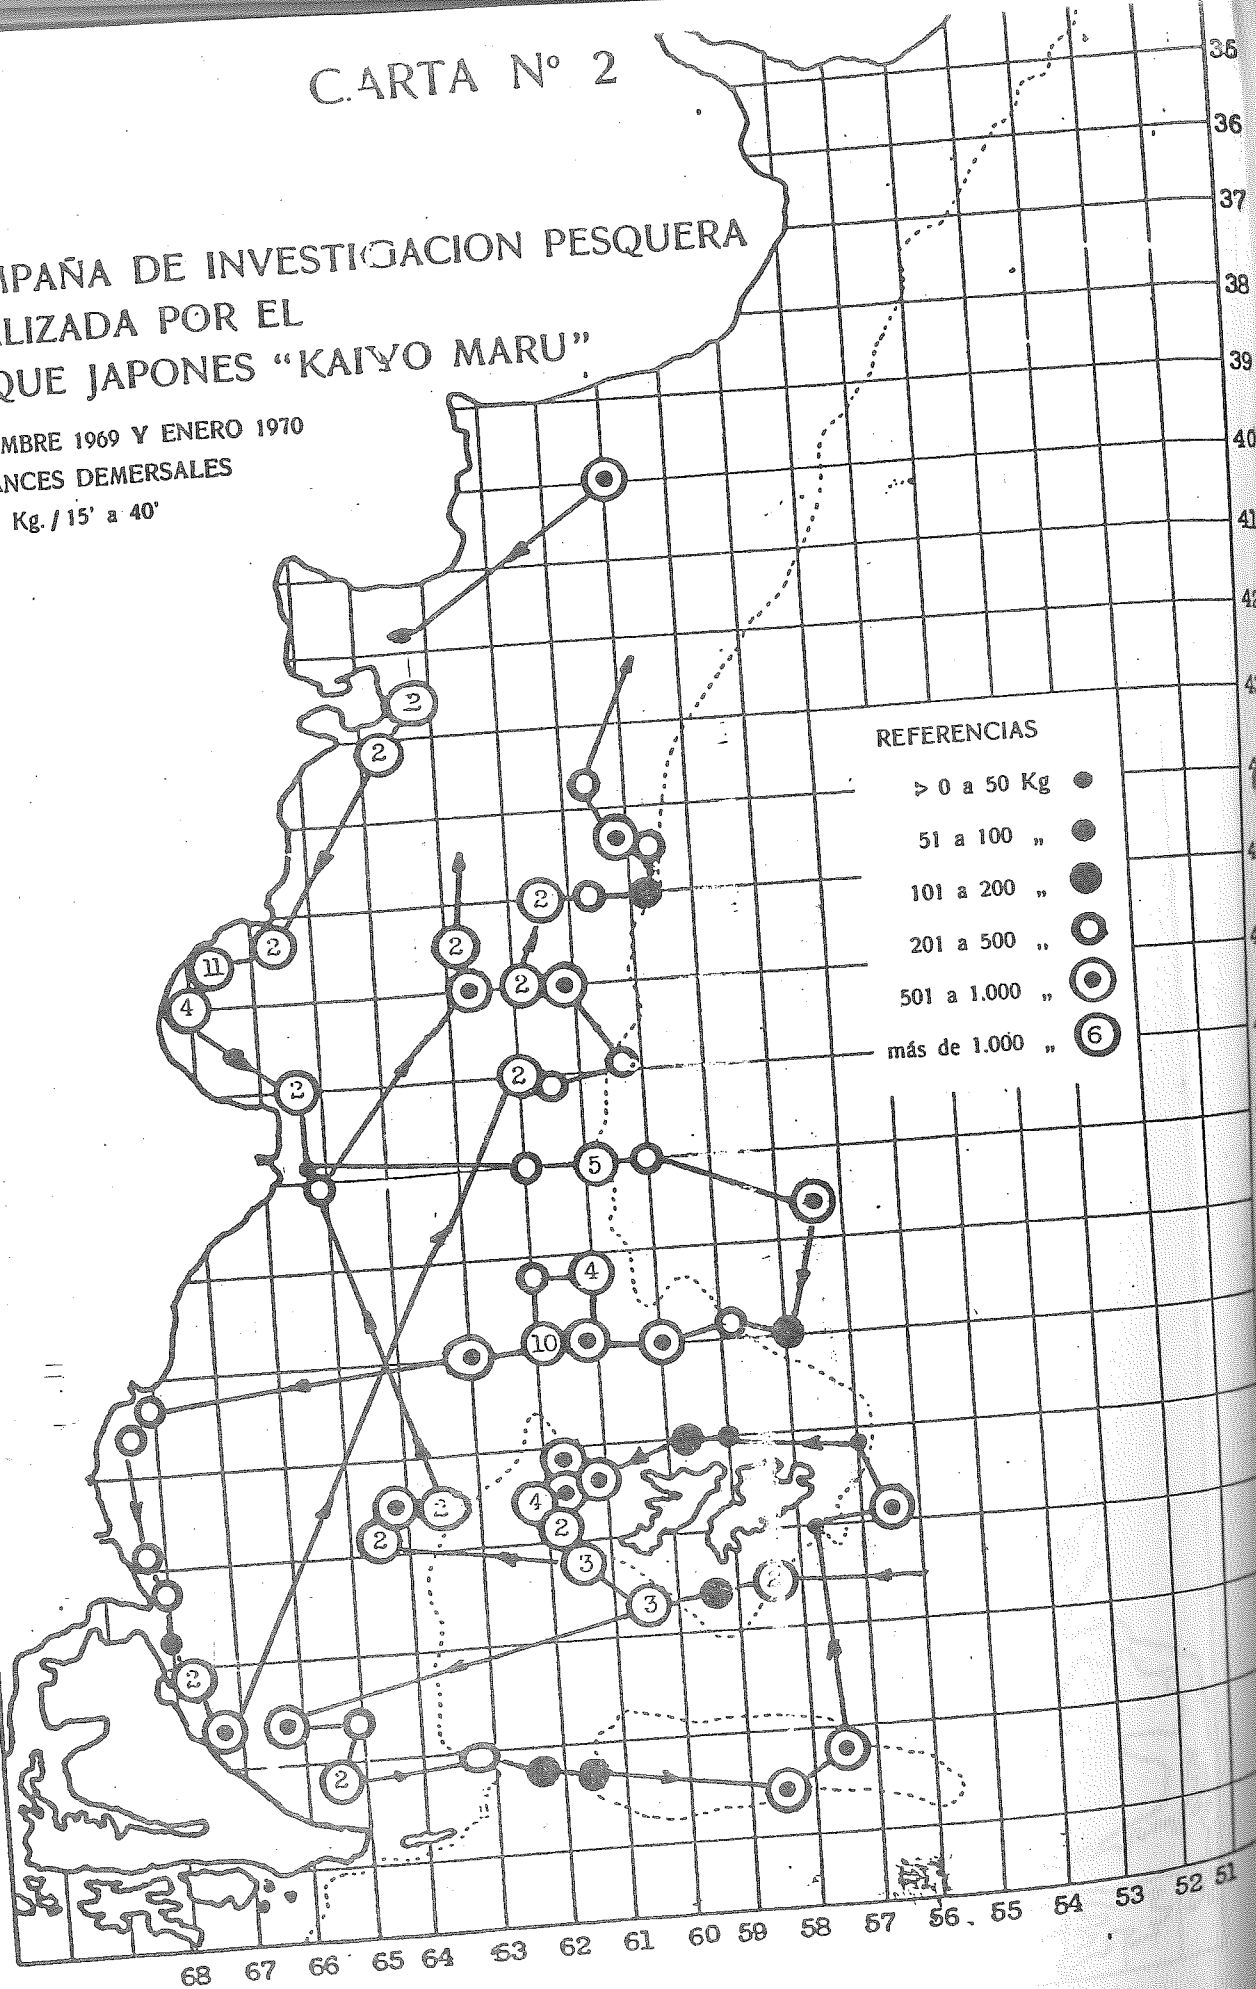 CARTA Nº 2
MPAÑA DE INVESTIGACION PESQUERA
ALIZADA POR EL
QUE JAPONES "KAIYO MARU"
MBRE 1969 Y ENERO 1970
ANCES DEMERSALES
Kg./15' a 40'
REFERENCIAS
> 0 a 50 Kg
51 a 100 „
101 a 200 „
201 a 500 „
501 a 1.000 „
más de 1.000 „ 6
35
36
37
38
39
40
41
2
2
2
11
2
2
4
2
2
2
5
4
10
4
2
2
2
3
2
3
2
2
68 67 66 65 64 63 62 61 60 59 58 57 56 55 54 53 52 51